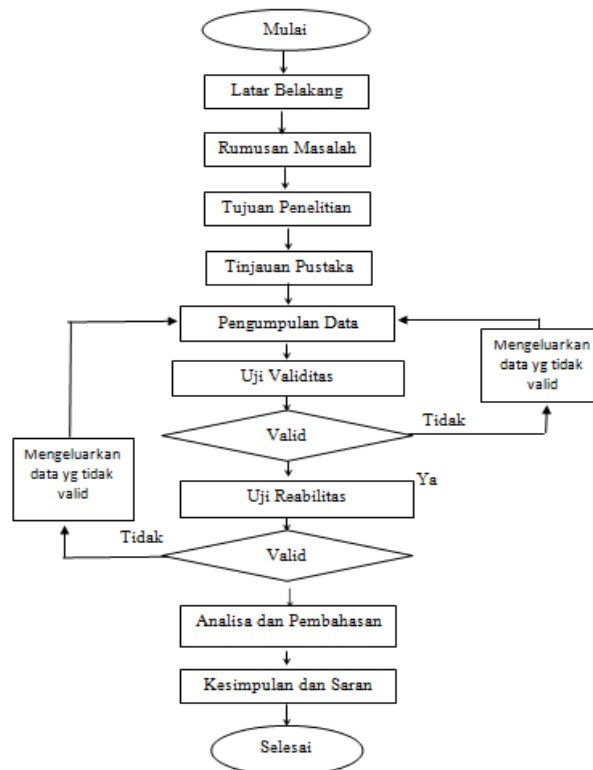 Mulai
Latar Belakang
Rumusan Masalah
Tujuan Penelitian
Tinjauan Pustaka
Pengumpulan Data
Mengeluarkan
data yg tidak
valid
Uji Validitas
Tidak
Valid
Mengeluarkan
data yg tidak
valid
Ya
Uji Reabilitas
Tidak
Valid
Analisa dan Pembahasan
Kesimpulan dan Saran
Selesai